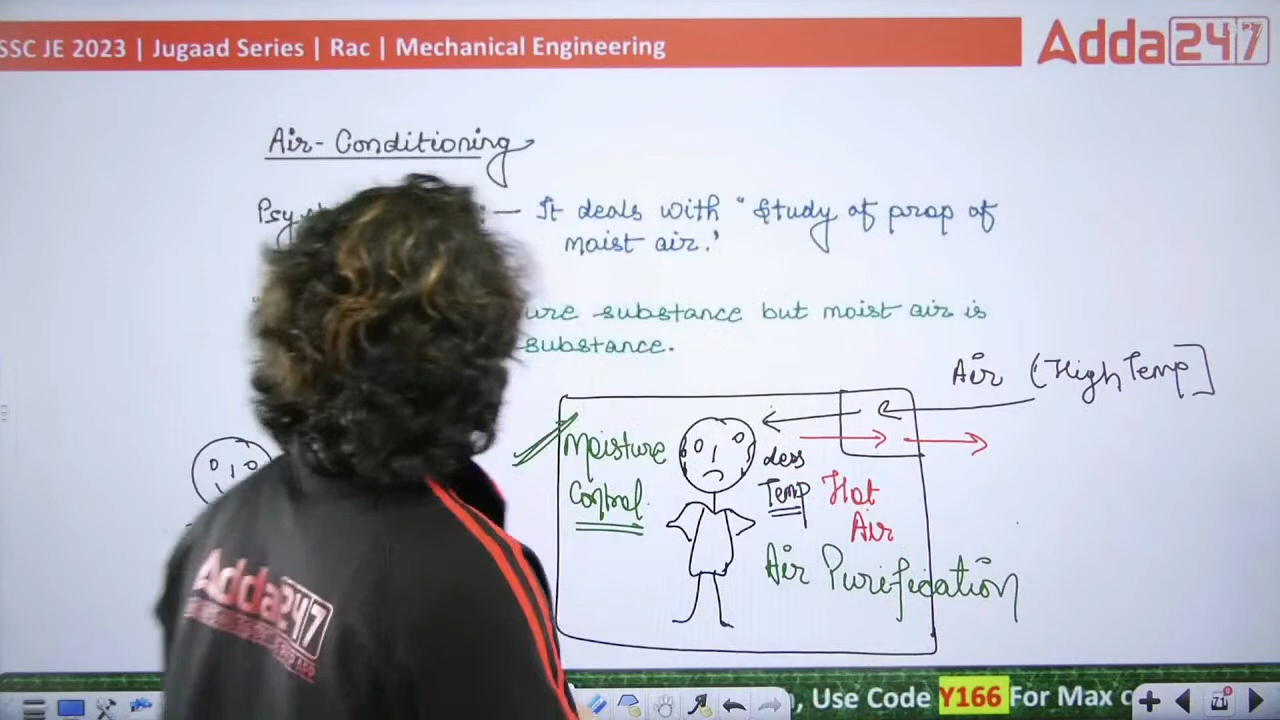 SSC JE 2023 | Jugaad Series | Rac | Mechanical Engineering
Adda247
Air-Conditioning
— It deals with "Study of prop of
moist air.'
substance but moist air is
substance.
Air (High Temp)
Moisture
Control
Less
Temp
Hot
Air
Air Purification
Adda247
, Use Code Y166 For Max
71